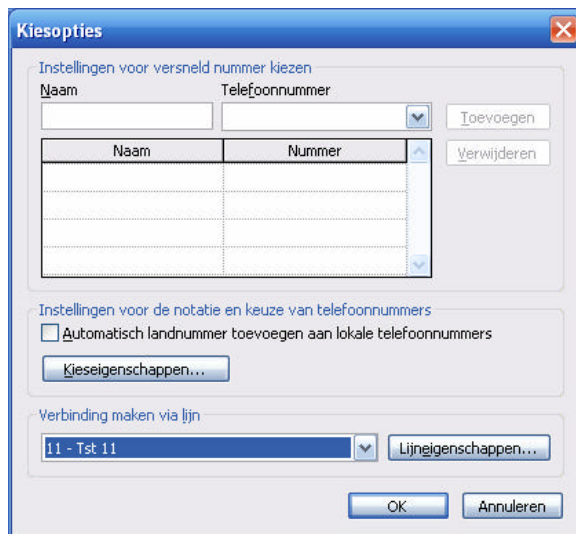 Kiesopties
Instellingen voor versneld nummer kiezen
Naam Telefoonnummer
Toevoegen
Naam Nummer
Verwijderen
Instellingen voor de notatie en keuze van telefoonnummers
Automatisch landnummer toevoegen aan lokale telefoonnummers
Kieseigenschappen...
Verbinding maken via lijn
11 - Tst 11 Lijneigenschappen...
OK Annuleren